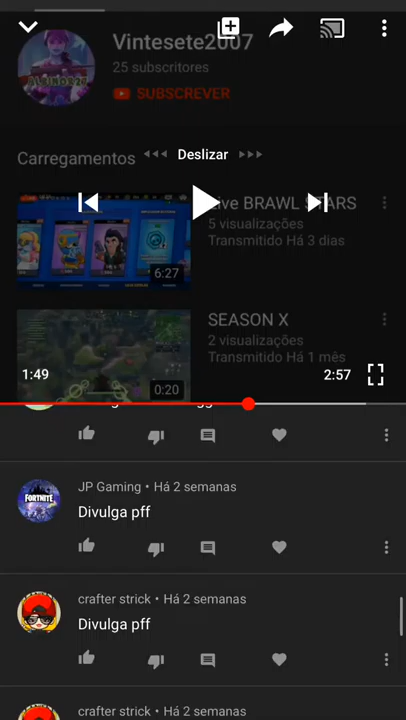 Vintesete2007
25 subscritores
SUBSCREVER
Carregamentos
Deslizar
Live BRAWL STARS
5 visualizações
Transmitido Há 3 dias
6:27
SEASON X
2 visualizações
Transmitido Há 1 mês
0:20
1:49
2:57
JP Gaming • Há 2 semanas
FORTNITE
Divulga pff
crafter strick • Há 2 semanas
Divulga pff
crafter strick • Há 2 semanas